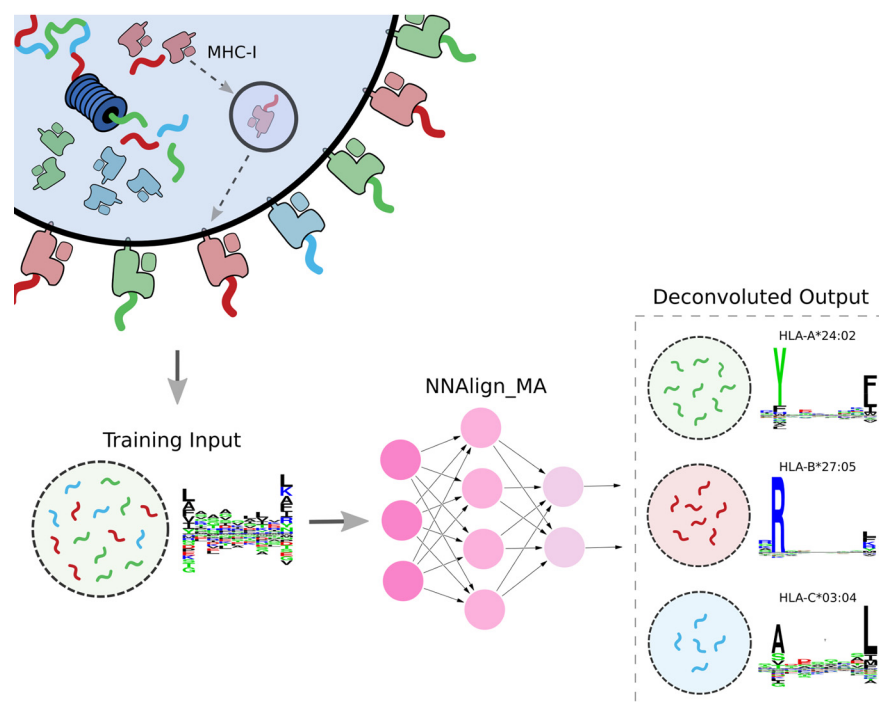 MHC-I
Deconvoluted Output
HLA-A*24:02
NNAlign_MA
Training Input
HLA-B*27:05
HLA-C*03:04